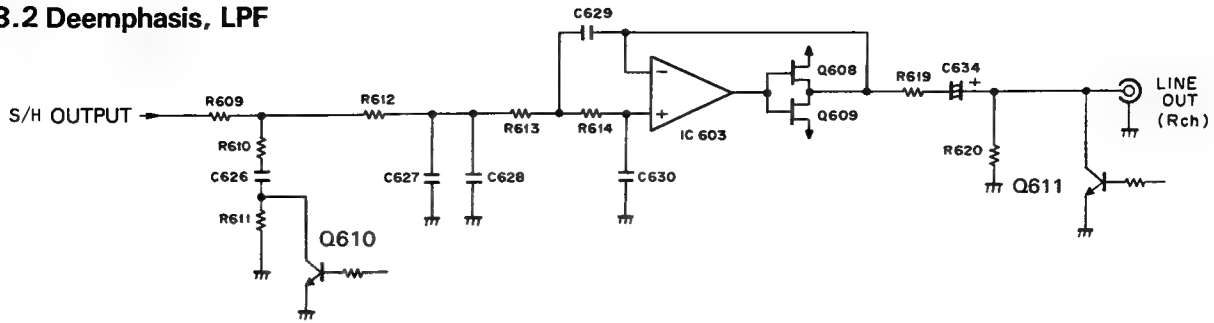 3.2 Deemphasis, LPF
C629
Q608
R619
C634
+
LINE
OUT
(Rch)
S/H OUTPUT
R609
R612
R613
R614
−
+
IC 603
Q609
R610
C626
C627
C628
C630
R620
Q611
R611
Q610